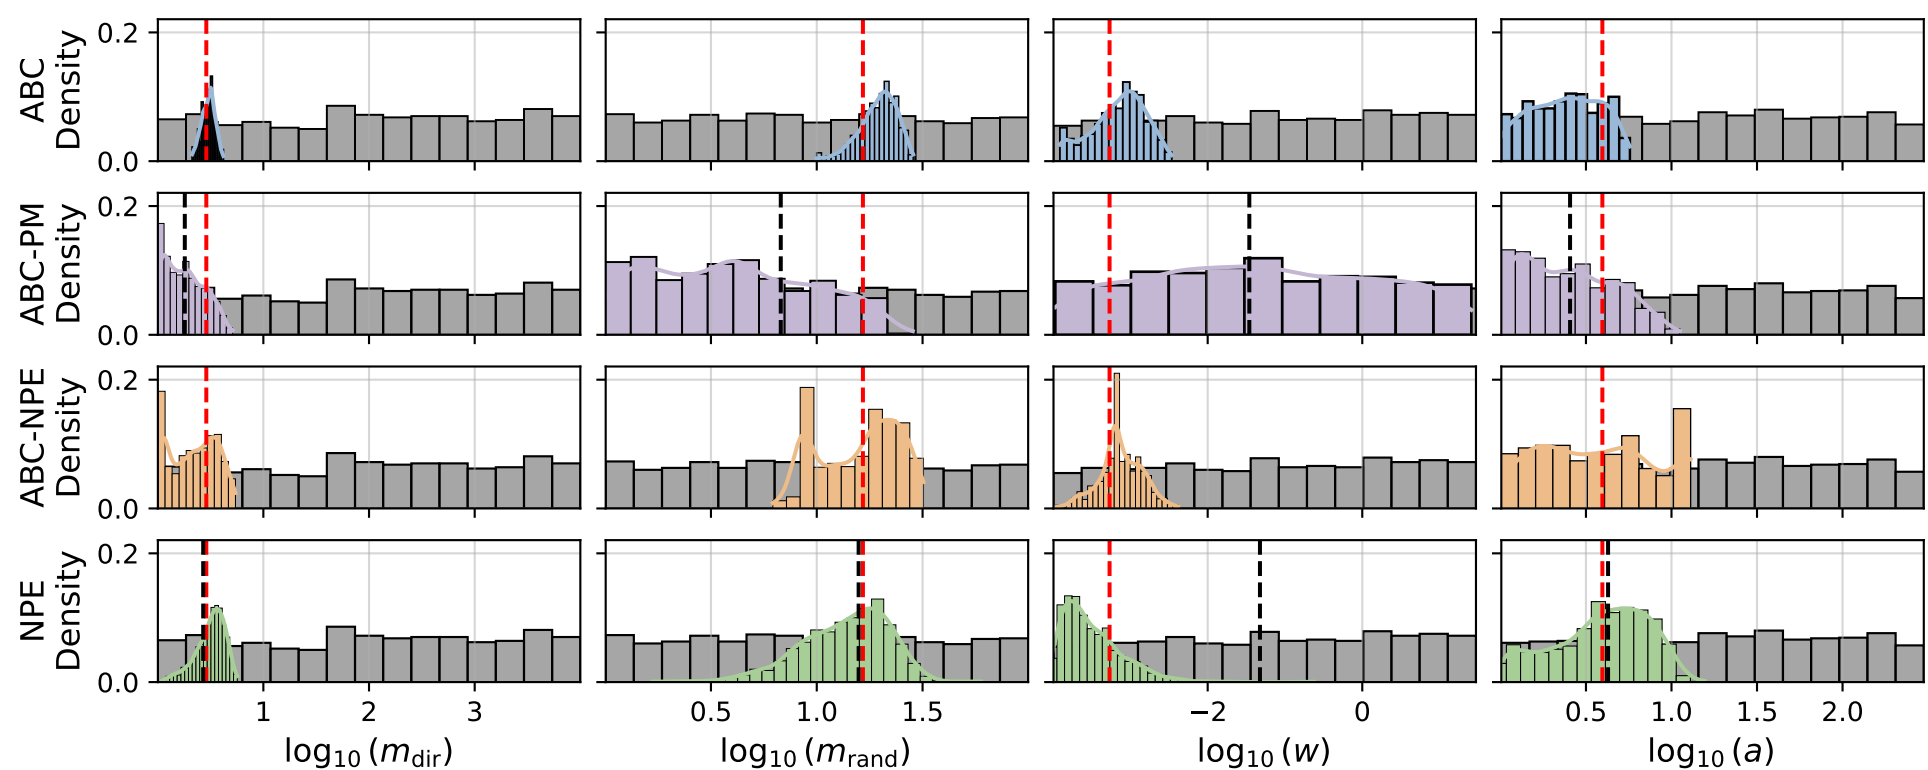 ABC
Density
0.2
0.0
ABC-PM
Density
0.2
0.0
ABC-NPE
Density
0.2
0.0
NPE
Density
0.2
0.0
1 2 3
0.5 1.0 1.5
−2 0
0.5 1.0 1.5 2.0
log₁₀ (m_dir)
log₁₀ (m_rand)
log₁₀ (w)
log₁₀ (a)